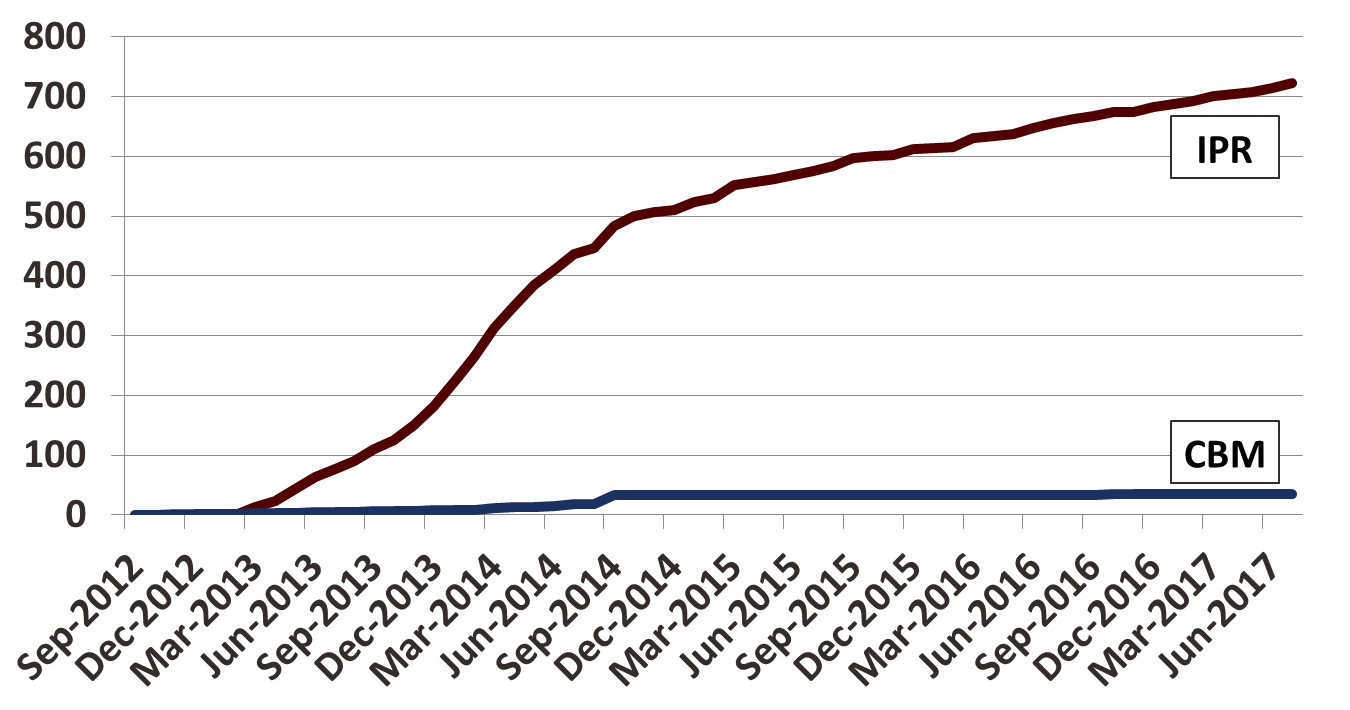 800
700
600
500
400
300
200
100
0
IPR
CBM
Sep-2012
Dec-2012
Mar-2013
Jun-2013
Sep-2013
Dec-2013
Mar-2014
Jun-2014
Sep-2014
Dec-2014
Mar-2015
Jun-2015
Sep-2015
Dec-2015
Mar-2016
Jun-2016
Sep-2016
Dec-2016
Mar-2017
Jun-2017